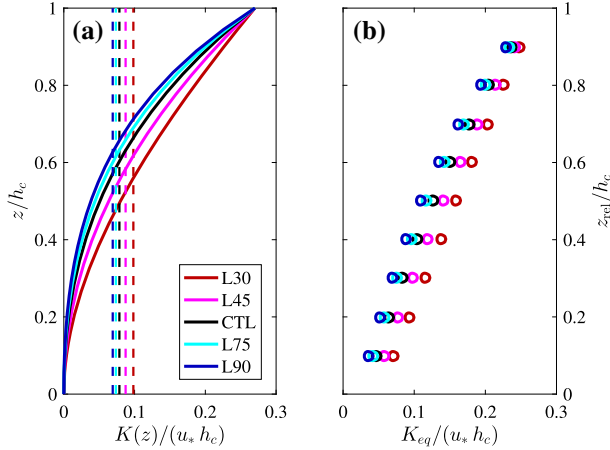 (a)
(b)
1
0.8
0.6
0.4
0.2
0
z/h_c
0
0.1
0.2
0.3
K(z)/(u_* h_c)
L30
L45
CTL
L75
L90
1
0.8
0.6
0.4
0.2
0
z_rel/h_c
0
0.1
0.2
0.3
K_eq/(u_* h_c)